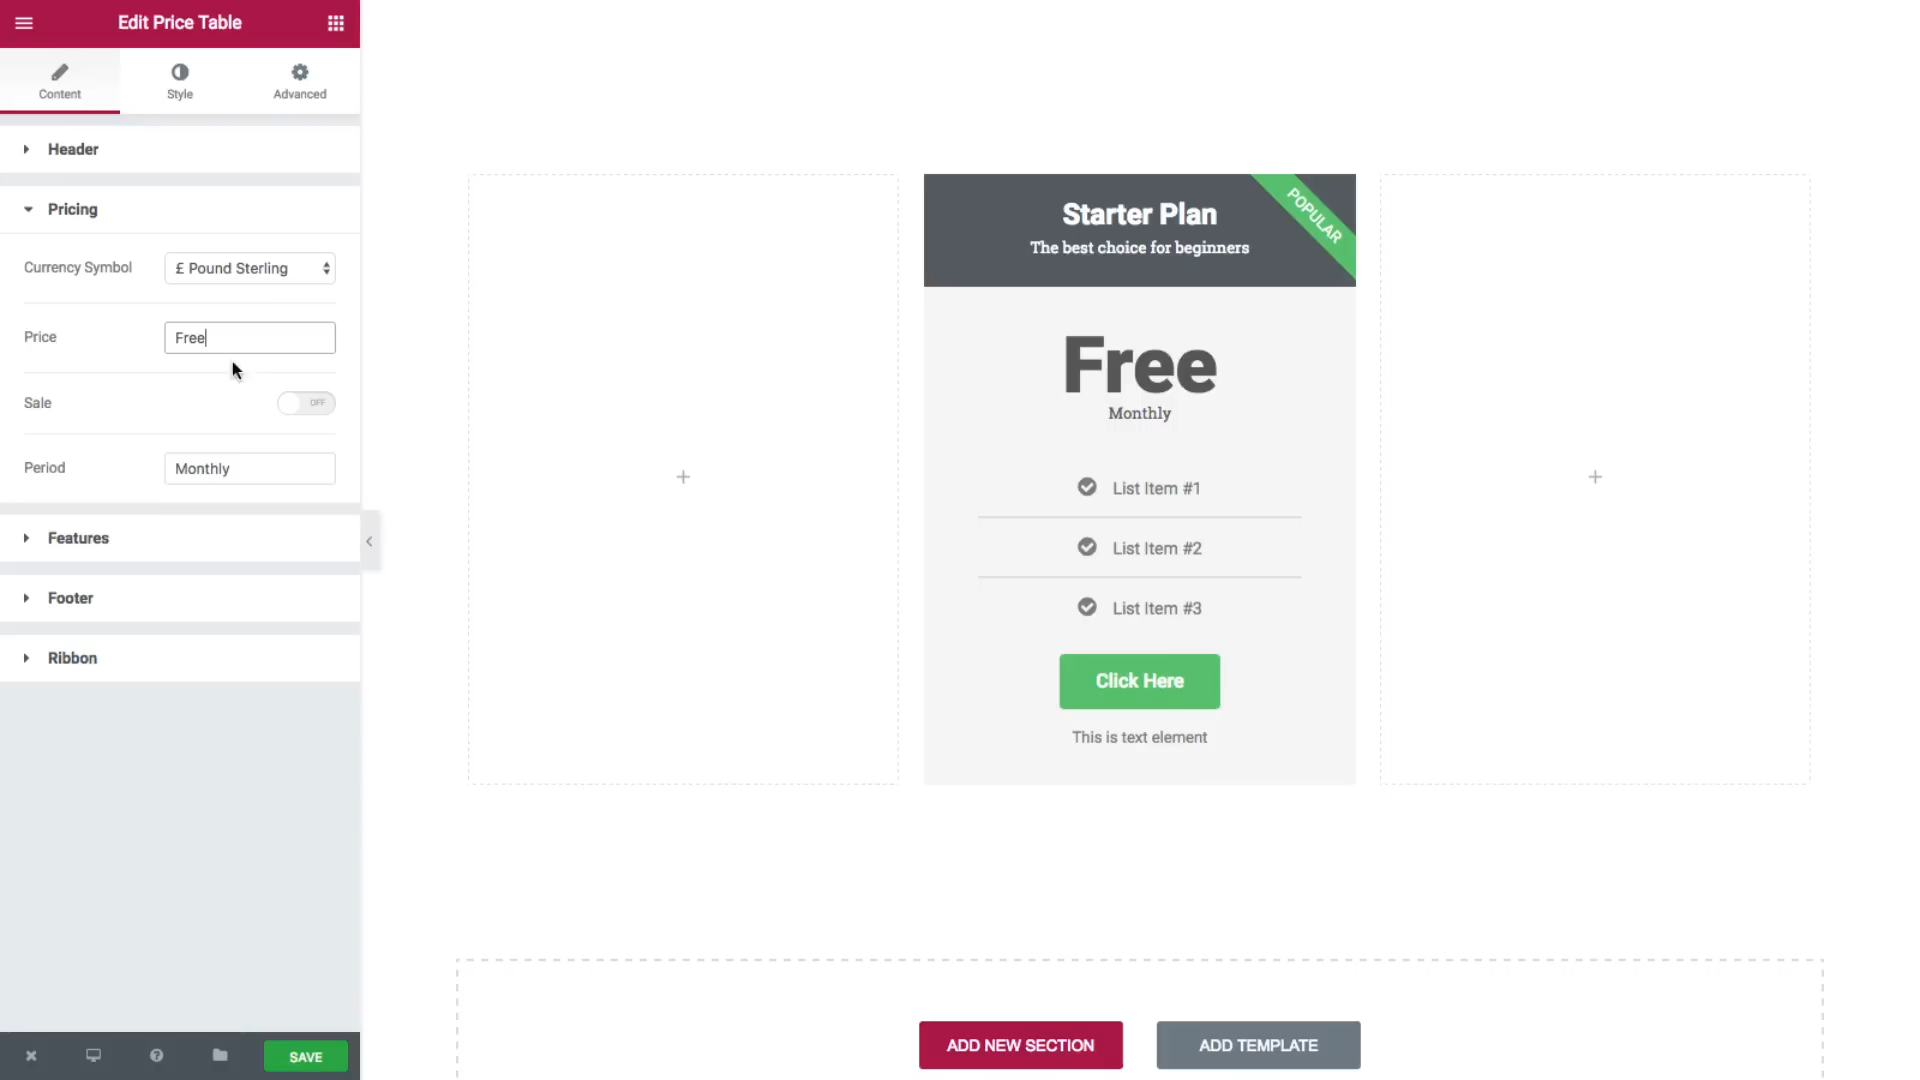 Edit Price Table
Content
Style
Advanced
Header
Pricing
Currency Symbol
£ Pound Sterling
Price
Free
Sale
OFF
Period
Monthly
Features
Footer
Ribbon
SAVE
POPULAR
Starter Plan
The best choice for beginners
Free
Monthly
List Item #1
List Item #2
List Item #3
Click Here
This is text element
ADD NEW SECTION
ADD TEMPLATE